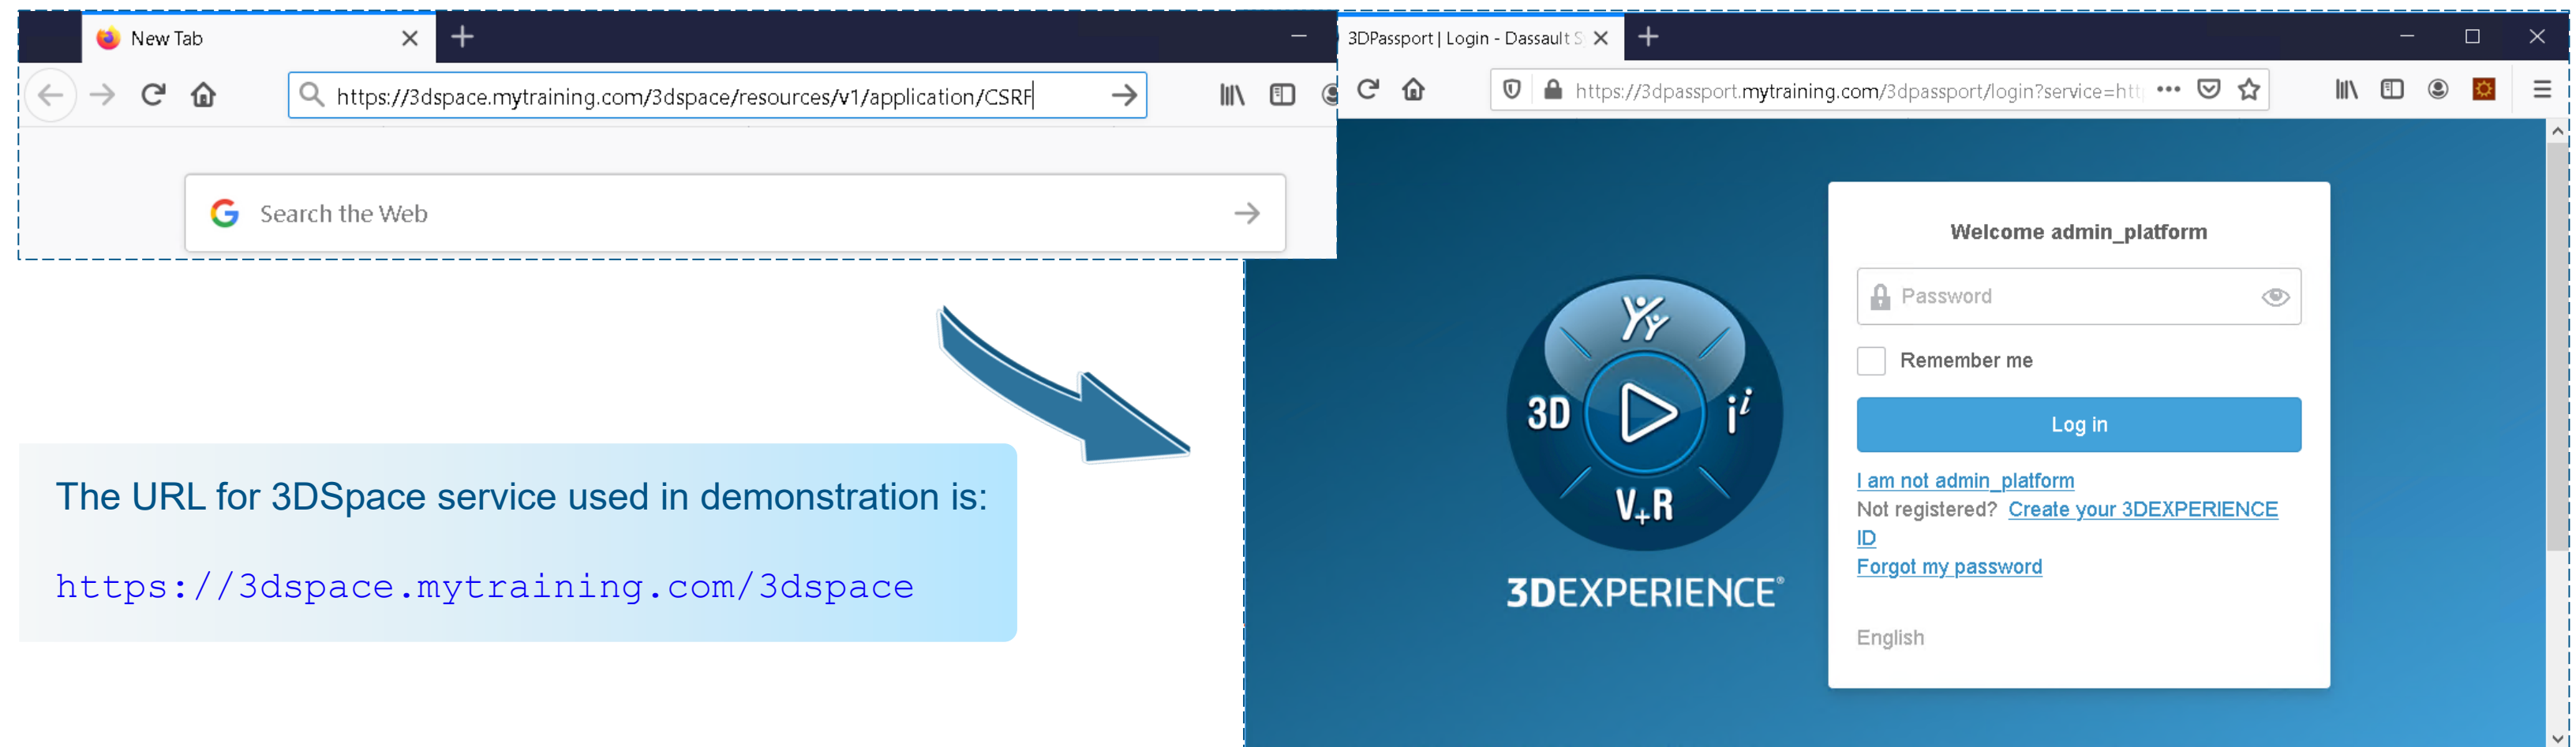 New Tab
https://3dspace.mytraining.com/3dspace/resources/v1/application/CSRF
Search the Web
The URL for 3DSpace service used in demonstration is:
https://3dspace.mytraining.com/3dspace
3DPassport | Login - Dassault S
https://3dpassport.mytraining.com/3dpassport/login?service=htt
3D
V+R
i i
3DEXPERIENCE®
Welcome admin_platform
Password
Remember me
Log in
I am not admin_platform
Not registered? Create your 3DEXPERIENCE
ID
Forgot my password
English